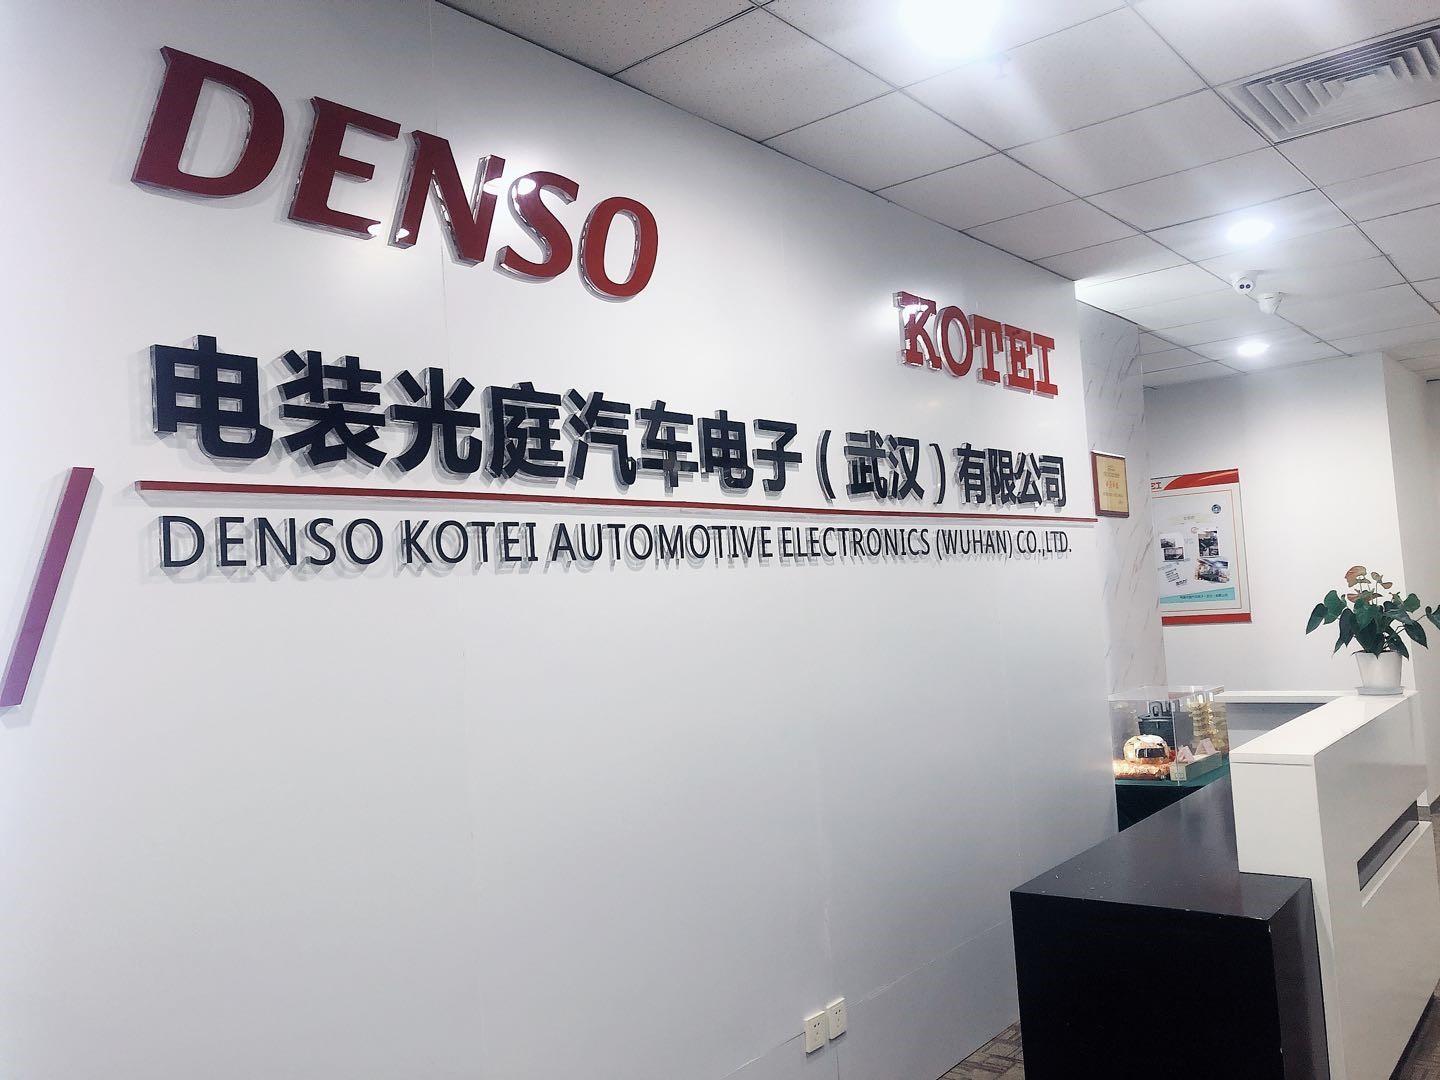 DENSO
KOTEI
电装光庭汽车电子（武汉）有限公司
DENSO KOTEI AUTOMOTIVE ELECTRONICS (WUHAN) CO.,LTD.